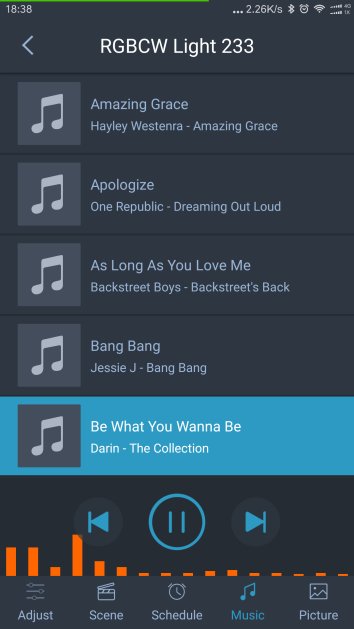 18:38
... 2.26K/s 4G 1X
RGBCW Light 233
Amazing Grace
Hayley Westenra - Amazing Grace
Apologize
One Republic - Dreaming Out Loud
As Long As You Love Me
Backstreet Boys - Backstreet's Back
Bang Bang
Jessie J - Bang Bang
Be What You Wanna Be
Darin - The Collection
Adjust Scene Schedule Music Picture